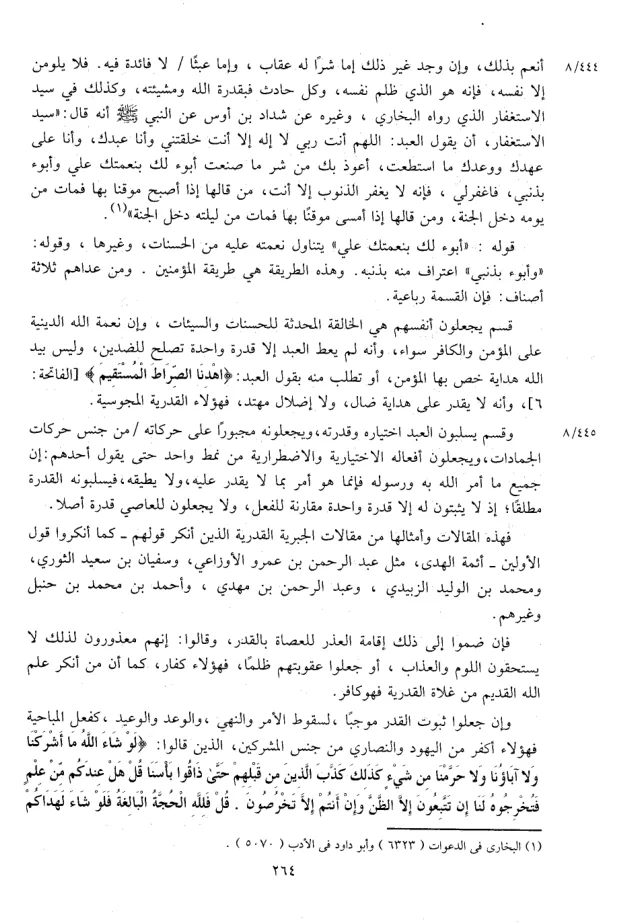 ٨/٤٤٤ أنعم بذلك، وإن وجد غير ذلك إما شرًا له عقاب ، وإما عبثًا / لا فائدة فيه. فلا يلومن
إلا نفسه، فإنه هو الذي ظلم نفسه، وكل حادث فبقدرة الله ومشيئته، وكذلك في سيد
الاستغفار الذي رواه البخاري ، وغيره عن شداد بن أوس عن النبي ﷺ أنه قال: «سيد
الاستغفار، أن يقول العبد: اللهم أنت ربي لا إله إلا أنت خلقتني وأنا عبدك، وأنا على
عهدك ووعدك ما استطعت، أعوذ بك من شر ما صنعت أبوء لك بنعمتك علي وأبوء
بذنبي، فاغفرلي ، فإنه لا يغفر الذنوب إلا أنت، من قالها إذا أصبح موقنا بها فمات من
يومه دخل الجنة، ومن قالها إذا أمسى موقنًا بها فمات من ليلته دخل الجنة»(١).
قوله : «أبوء لك بنعمتك علي» يتناول نعمته عليه من الحسنات، وغيرها ، وقوله:
«وأبوء بذنبي» اعتراف منه بذنبه. وهذه الطريقة هي طريقة المؤمنين . ومن عداهم ثلاثة
أصناف: فإن القسمة رباعية.
قسم يجعلون أنفسهم هي الخالقة المحدثة للحسنات والسيئات ، وإن نعمة الله الدينية
على المؤمن والكافر سواء، وأنه لم يعط العبد إلا قدرة واحدة تصلح للضدين، وليس بيد
الله هداية خص بها المؤمن، أو تطلب منه بقول العبد: ﴿اهْدِنَا الصِّرَاطَ الْمُسْتَقِيمَ﴾ [الفاتحة:
٦]، وأنه لا يقدر على هداية ضال، ولا إضلال مهتد، فهؤلاء القدرية المجوسية.
٨/٤٤٥ وقسم يسلبون العبد اختياره وقدرته، ويجعلونه مجبورًا على حركاته / من جنس حركات
الجمادات، ويجعلون أفعاله الاختيارية والاضطرارية من نمط واحد حتى يقول أحدهم: إن
جميع ما أمر الله به ورسوله فإنما هو أمر بما لا يقدر عليه، ولا يطيقه، فيسلبونه القدرة
مطلقًا؛ إذ لا يثبتون له إلا قدرة واحدة مقارنة للفعل، ولا يجعلون للعاصي قدرة أصلا.
فهذه المقالات وأمثالها من مقالات الجبرية القدرية الذين أنكر قولهم ـ كما أنكروا قول
الأولين ـ أئمة الهدى، مثل عبد الرحمن بن عمرو الأوزاعي، وسفيان بن سعيد الثوري،
ومحمد بن الوليد الزبيدي ، وعبد الرحمن بن مهدي ، وأحمد بن محمد بن حنبل
وغيرهم.
فإن ضموا إلى ذلك إقامة العذر للعصاة بالقدر، وقالوا: إنهم معذورون لذلك لا
يستحقون اللوم والعذاب ، أو جعلوا عقوبتهم ظلمًا، فهؤلاء كفار، كما أن من أنكر علم
الله القديم من غلاة القدرية فهوكافر.
وإن جعلوا ثبوت القدر موجبًا ، لسقوط الأمر والنهي ، والوعد والوعيد ، كفعل المباحية
فهؤلاء أكفر من اليهود والنصارى من جنس المشركين، الذين قالوا: ﴿لَوْ شَاءَ اللَّهُ مَا أَشْرَكْنَا
وَلا آبَاؤُنَا وَلا حَرَّمْنَا مِن شَيْءٍ كَذَلِكَ كَذَّبَ الَّذِينَ مِن قَبْلِهِمْ حَتَّىٰ ذَاقُوا بَأْسَنَا قُلْ هَلْ عِندَكُم مِّنْ عِلْمٍ
فَتُخْرِجُوهُ لَنَا إِن تَتَّبِعُونَ إِلاَّ الظَّنَّ وَإِنْ أَنتُمْ إِلاَّ تَخْرُصُونَ . قُلْ فَلِلَّهِ الْحُجَّةُ الْبَالِغَةُ فَلَوْ شَاءَ لَهَدَاكُمْ
(١) البخارى فى الدعوات ( ٦٣٢٣ ) وأبو داود فى الأدب ( ٥٠٧٠ ) .
٢٦٤